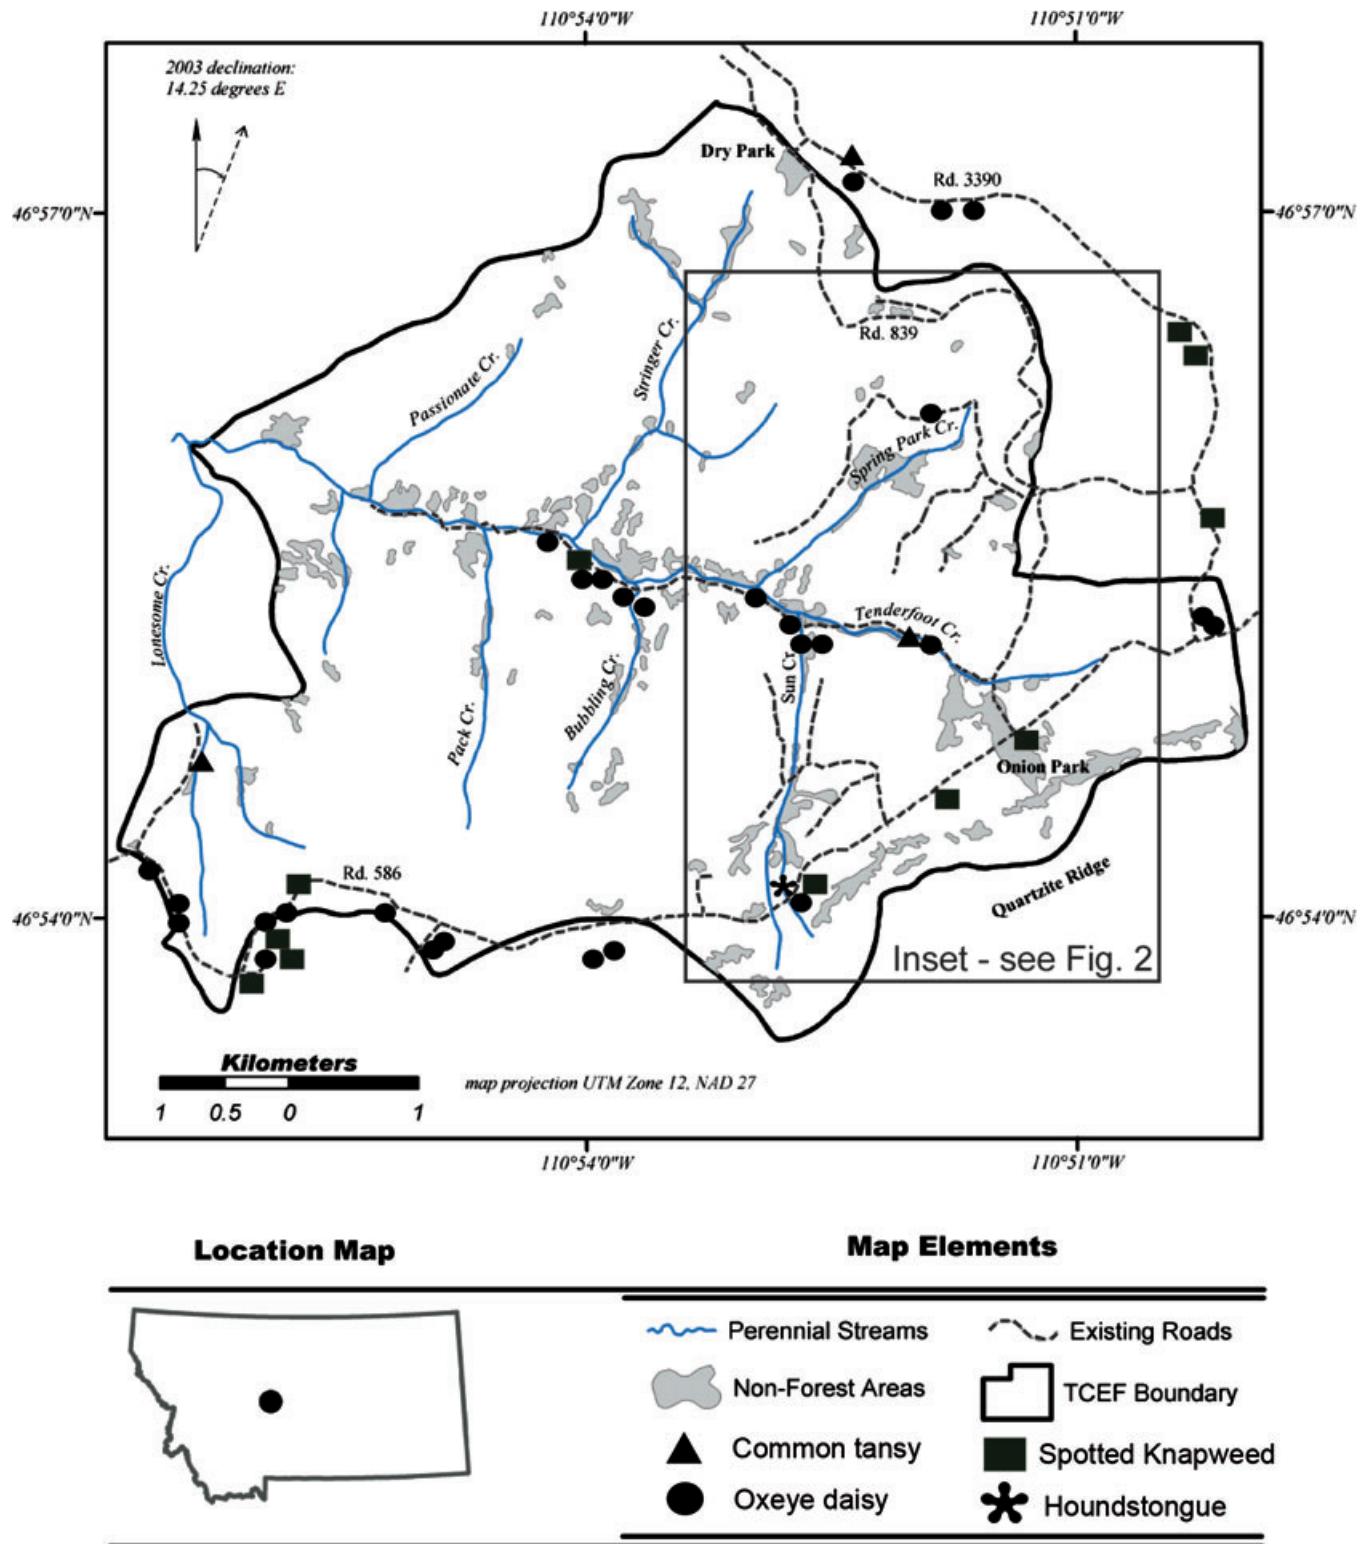 110°54'0"W
110°51'0"W
2003 declination:
14.25 degrees E
Dry Park
Rd. 3390
46°57'0"N
46°57'0"N
Rd. 839
Stringer Cr.
Passionate Cr.
Spring Park Cr.
Lonesome Cr.
Tenderfoot Cr.
Sun Cr.
Bubbling Cr.
Pack Cr.
Onion Park
Rd. 586
Quartzite Ridge
46°54'0"N
46°54'0"N
Inset - see Fig. 2
Kilometers
map projection UTM Zone 12, NAD 27
1 0.5 0 1
110°54'0"W
110°51'0"W
Location Map
Map Elements
Perennial Streams
Existing Roads
Non-Forest Areas
TCEF Boundary
Common tansy
Spotted Knapweed
Oxeye daisy
Houndstongue